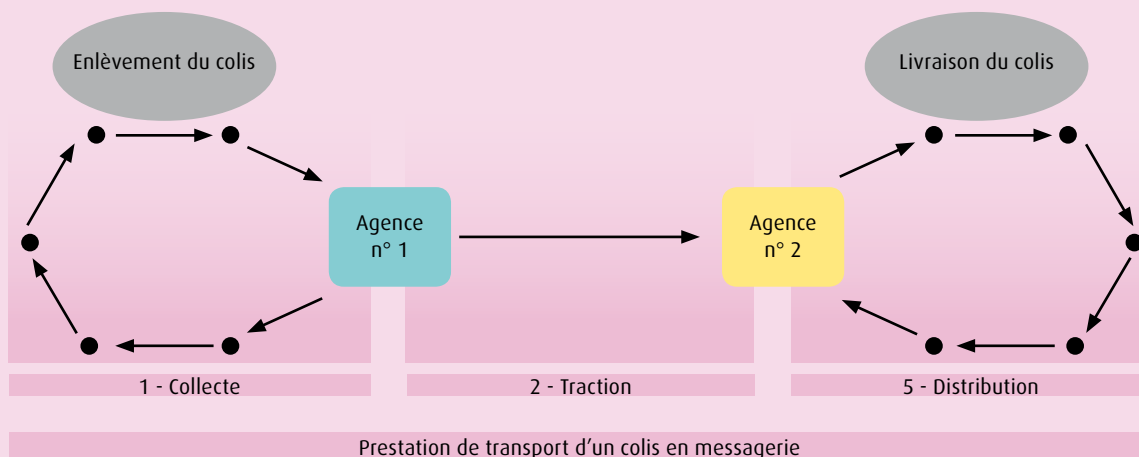 Enlèvement du colis
Livraison du colis
Agence
n° 1
Agence
n° 2
1 - Collecte
2 - Traction
5 - Distribution
Prestation de transport d'un colis en messagerie